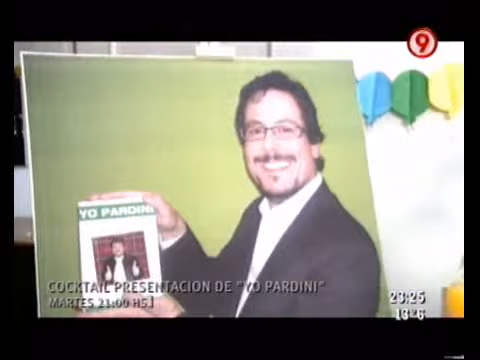 9
YO PARDINI
COCKTAIL PRESENTACION DE "YO PARDINI"
MARTES 21:00 HS.
23:25
13°6